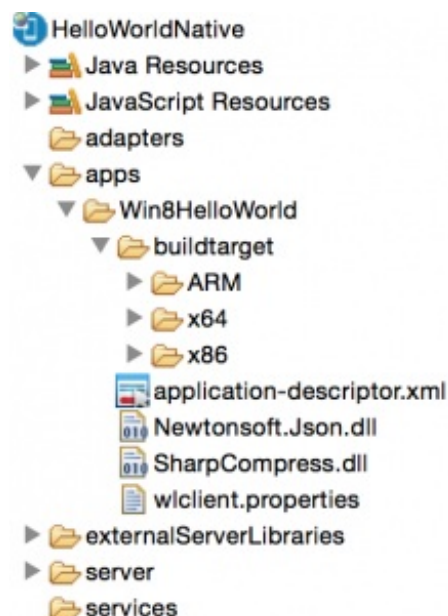 HelloWorldNative
Java Resources
JavaScript Resources
adapters
apps
Win8HelloWorld
buildtarget
ARM
x64
x86
application-descriptor.xml
Newtonsoft.Json.dll
SharpCompress.dll
wlclient.properties
externalServerLibraries
server
services